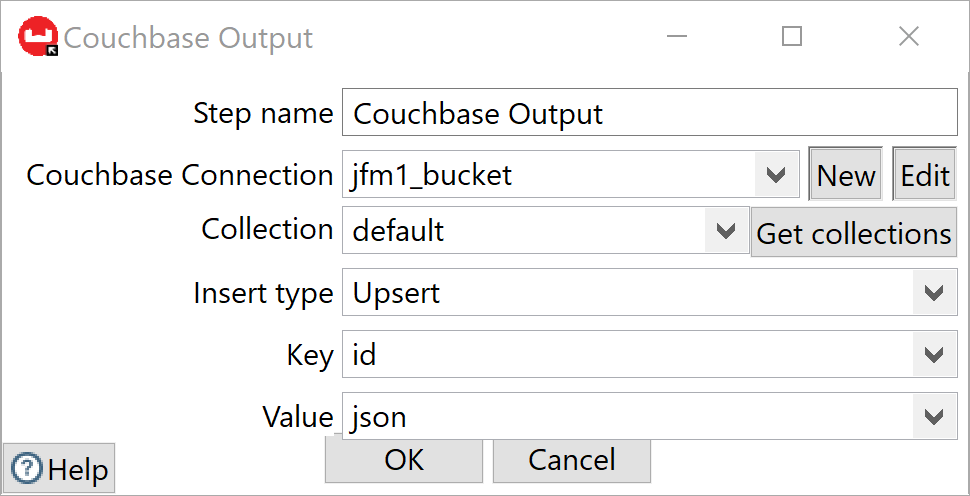 Couchbase Output
Step name Couchbase Output
Couchbase Connection jfm1_bucket New Edit
Collection default Get collections
Insert type Upsert
Key id
Value json
Help OK Cancel